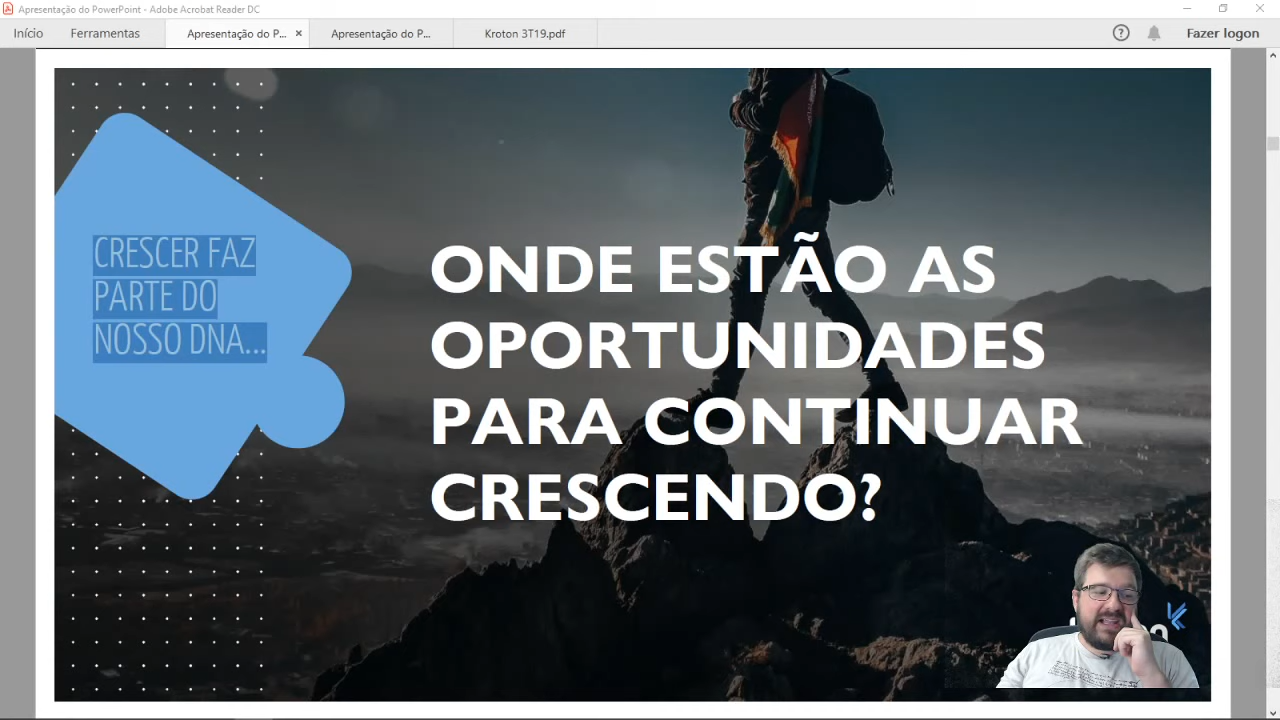 Apresentação do PowerPoint - Adobe Acrobat Reader DC
Início
Ferramentas
Apresentação do P...
Apresentação do P...
Kroton 3T19.pdf
Fazer logon
CRESCER FAZ
PARTE DO
NOSSO DNA...
ONDE ESTÃO AS
OPORTUNIDADES
PARA CONTINUAR
CRESCENDO?